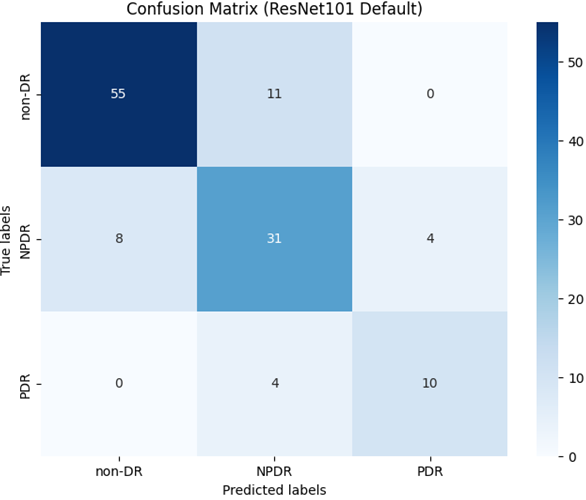 Confusion Matrix (ResNet101 Default)
True labels
non-DR 55 11 0
NPDR 8 31 4
PDR 0 4 10
non-DR NPDR PDR
Predicted labels
50
40
30
20
10
0